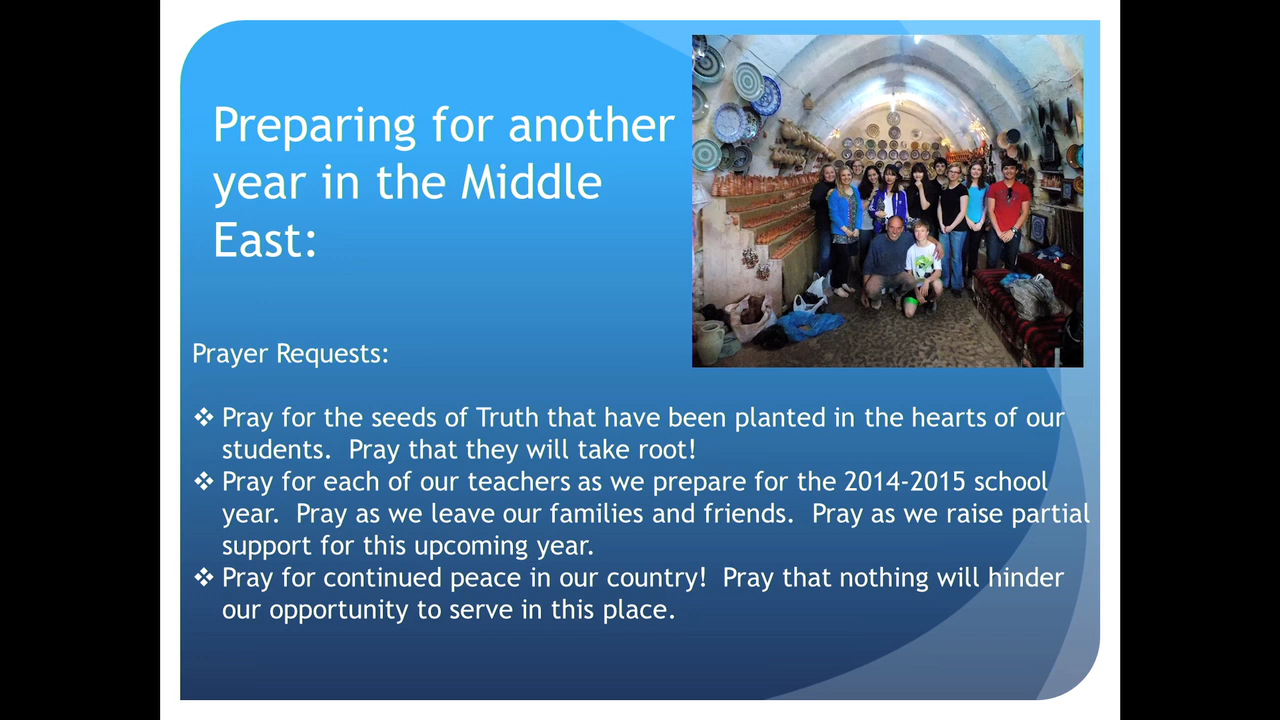 Preparing for another
year in the Middle
East:
Prayer Requests:
❖ Pray for the seeds of Truth that have been planted in the hearts of our
students.  Pray that they will take root!
❖ Pray for each of our teachers as we prepare for the 2014-2015 school
year.  Pray as we leave our families and friends.  Pray as we raise partial
support for this upcoming year.
❖ Pray for continued peace in our country!  Pray that nothing will hinder
our opportunity to serve in this place.